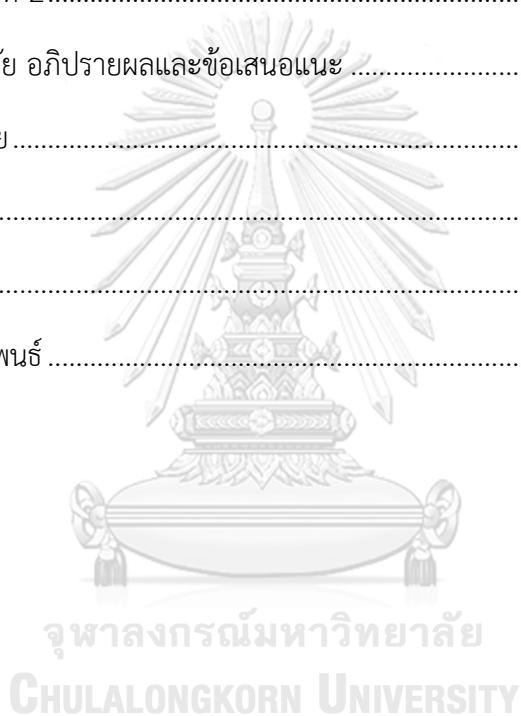 ที่ 2..........................................................................
ัย อภิปรายผลและข้อเสนอแนะ ..........................
ย ...............................................................................
.................................................................................
.................................................................................
พนธ์ ..........................................................................
จุฬาลงกรณ์มหาวิทยาลัย
CHULALONGKORN UNIVERSITY